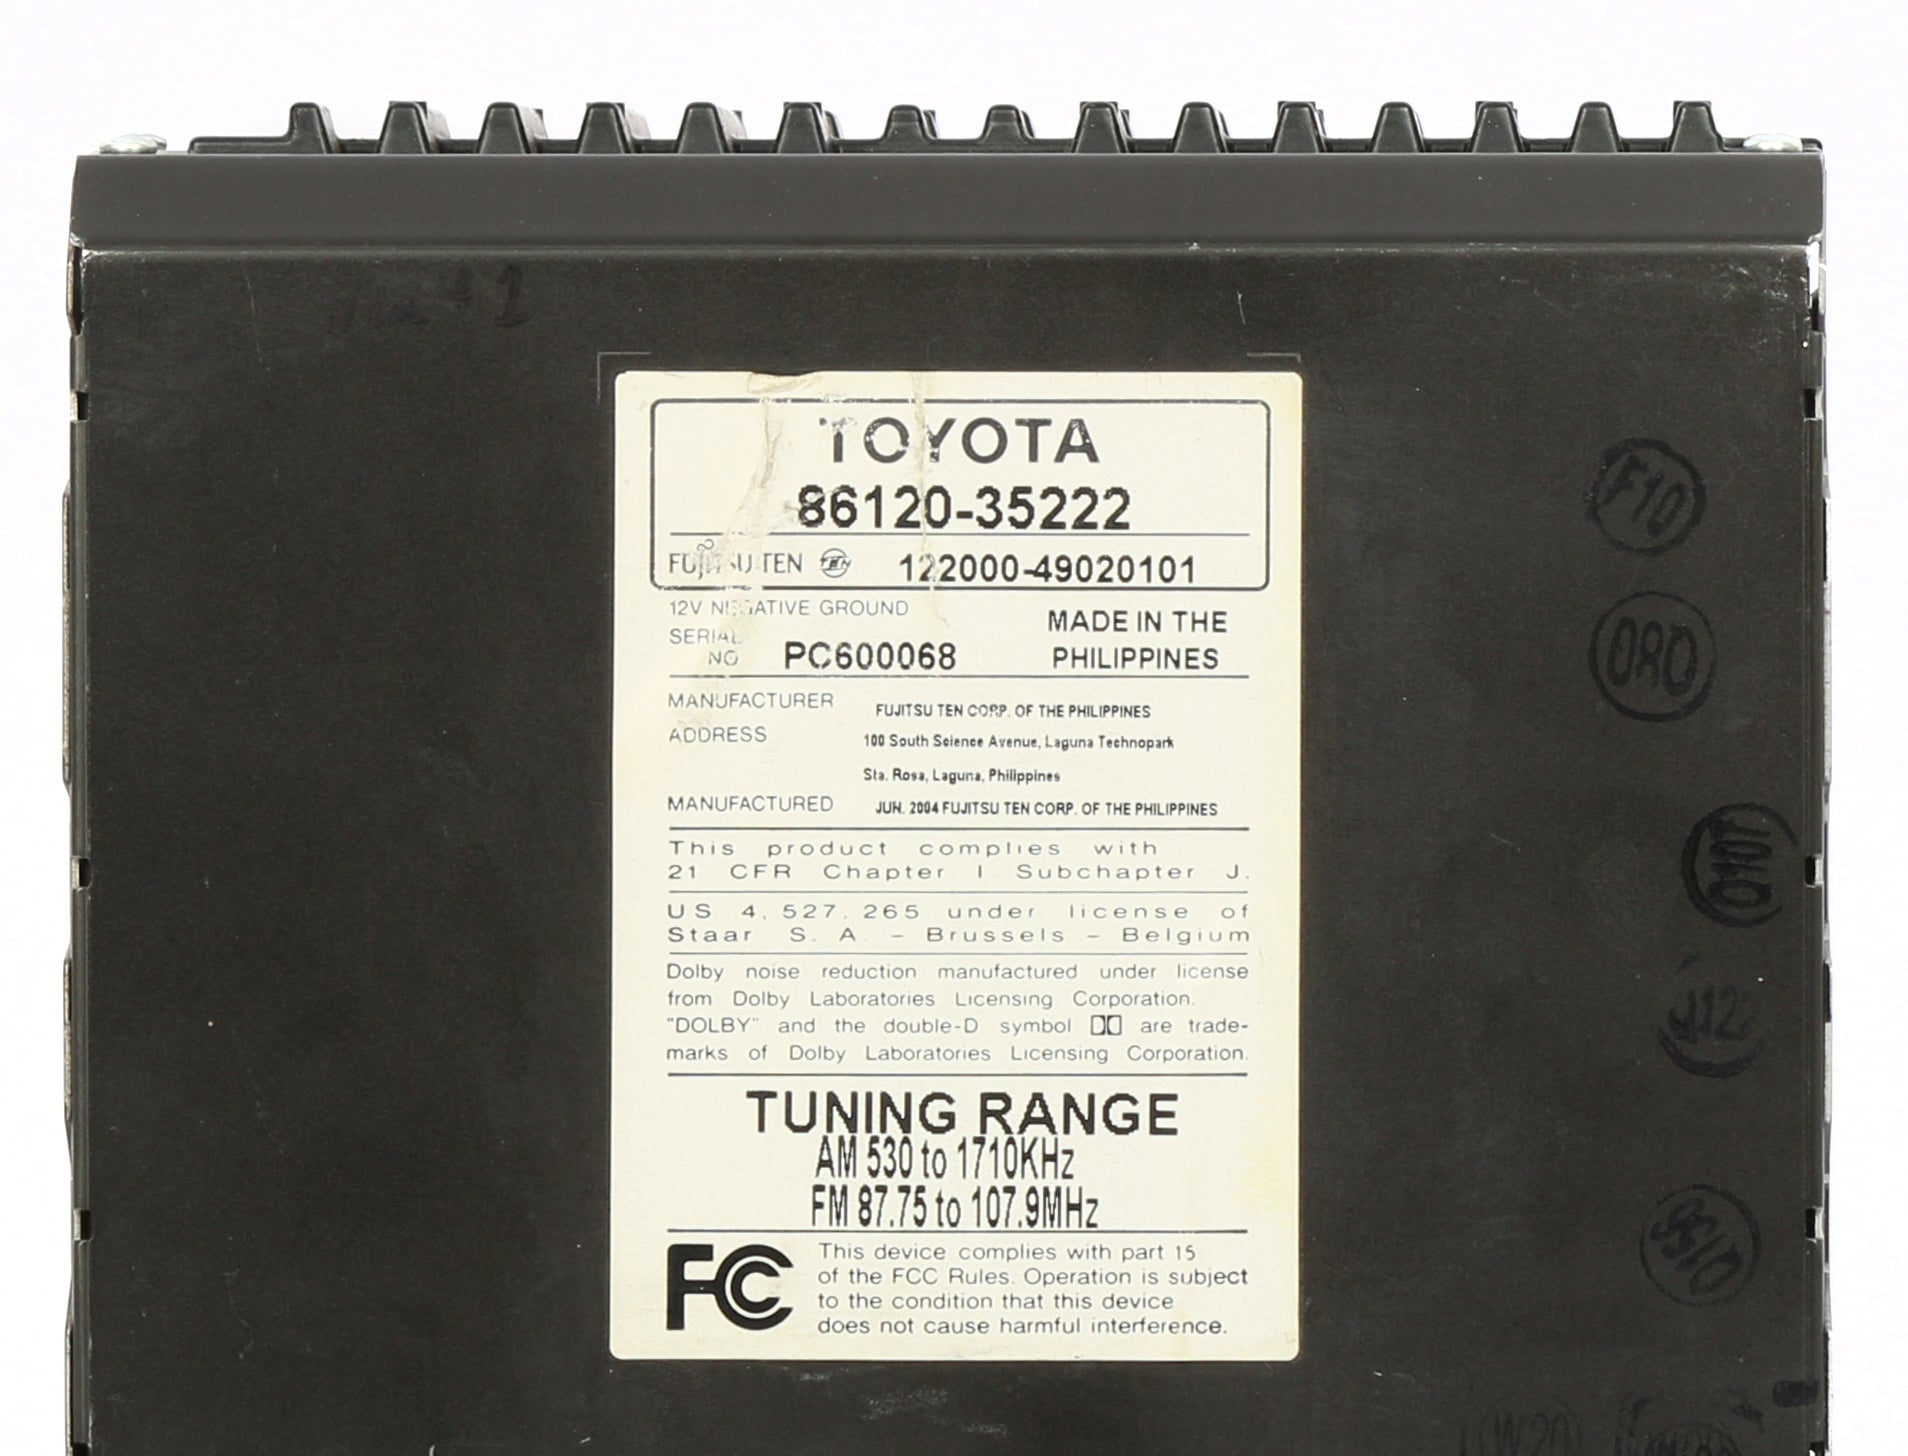 TOYOTA
86120-35222
FUJITSU TEN TEN 122000-49020101
12V NEGATIVE GROUND
SERIAL
NO PC600068
MADE IN THE
PHILIPPINES
MANUFACTURER FUJITSU TEN CORP. OF THE PHILIPPINES
ADDRESS 100 South Science Avenue, Laguna Technopark
Sta. Rosa, Laguna, Philippines
MANUFACTURED JUN. 2004 FUJITSU TEN CORP. OF THE PHILIPPINES
This product complies with
21 CFR Chapter I Subchapter J.
US 4,527,265 under license of
Staar S. A. – Brussels – Belgium
Dolby noise reduction manufactured under license
from Dolby Laboratories Licensing Corporation.
"DOLBY" and the double-D symbol are trade-
marks of Dolby Laboratories Licensing Corporation.
TUNING RANGE
AM 530 to 1710KHz
FM 87.75 to 107.9MHz
FC This device complies with part 15
of the FCC Rules. Operation is subject
to the condition that this device
does not cause harmful interference.
F10
080
Q107